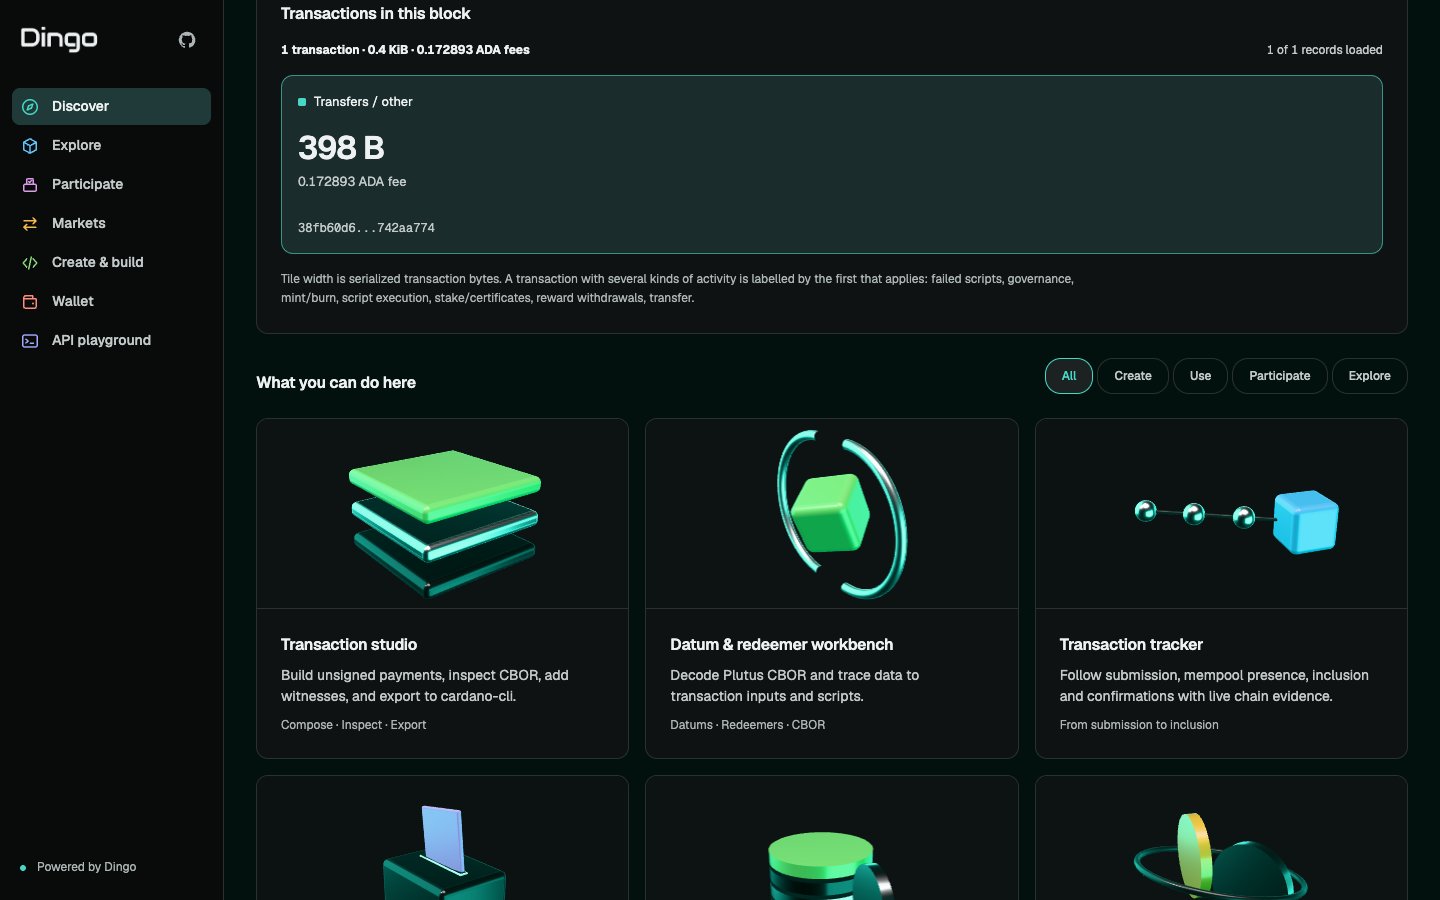 Dingo
Discover
Explore
Participate
Markets
Create & build
Wallet
API playground
Powered by Dingo
Transactions in this block
1 transaction · 0.4 KiB · 0.172893 ADA fees
1 of 1 records loaded
Transfers / other
398 B
0.172893 ADA fee
38fb60d6...742aa774
Tile width is serialized transaction bytes. A transaction with several kinds of activity is labelled by the first that applies: failed scripts, governance,
mint/burn, script execution, stake/certificates, reward withdrawals, transfer.
What you can do here
All
Create
Use
Participate
Explore
Transaction studio
Build unsigned payments, inspect CBOR, add
witnesses, and export to cardano-cli.
Compose · Inspect · Export
Datum & redeemer workbench
Decode Plutus CBOR and trace data to
transaction inputs and scripts.
Datums · Redeemers · CBOR
Transaction tracker
Follow submission, mempool presence, inclusion
and confirmations with live chain evidence.
From submission to inclusion